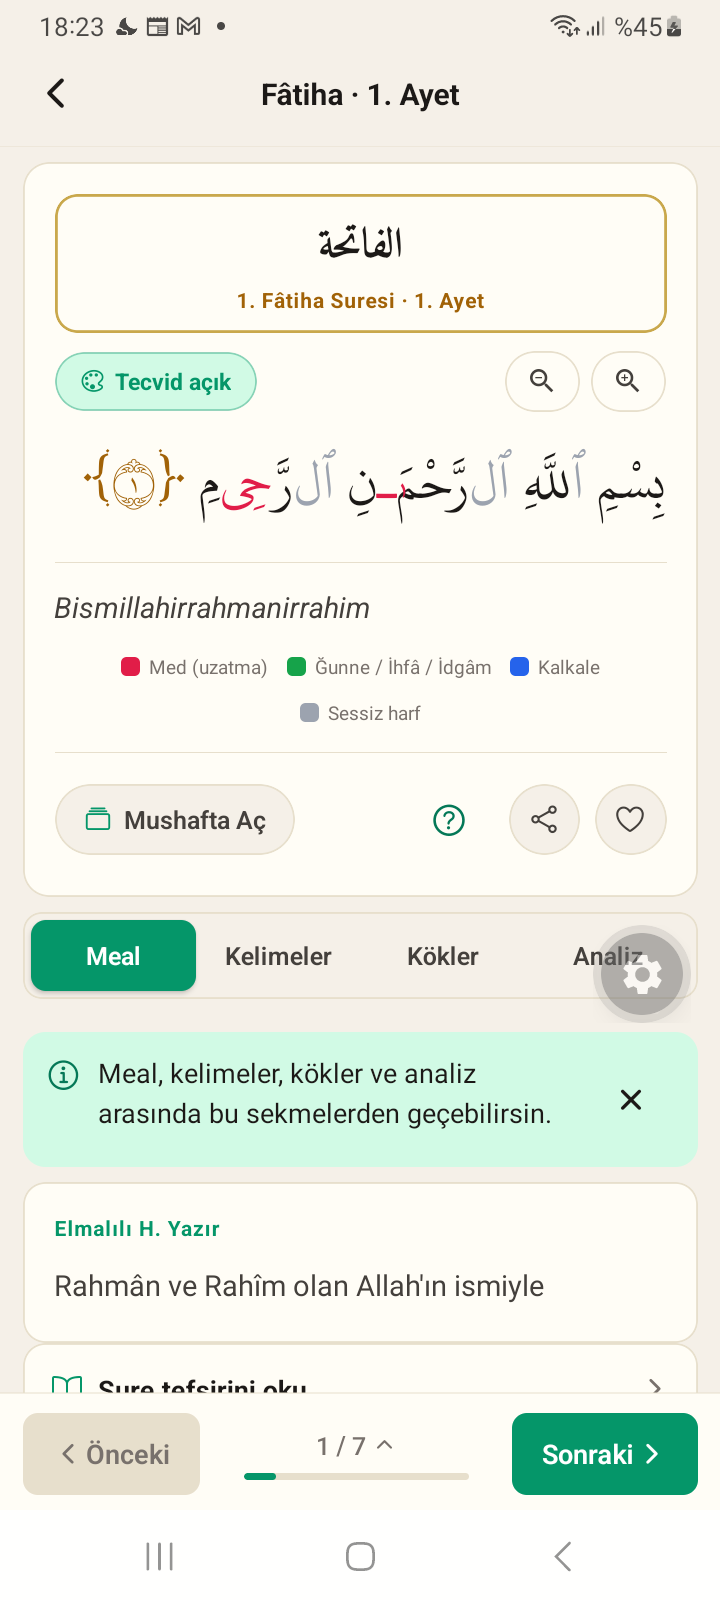 18:23
%45
Fâtiha · 1. Ayet
الفاتحة
1. Fâtiha Suresi · 1. Ayet
Tecvid açık
بِسْمِ ٱللَّهِ ٱلرَّحْمَـٰنِ ٱلرَّحِيمِ ﴿١﴾
Bismillahirrahmanirrahim
Med (uzatma) Ğunne / İhfâ / İdgâm Kalkale
Sessiz harf
Mushafta Aç
Meal Kelimeler Kökler Analiz
Meal, kelimeler, kökler ve analiz
arasında bu sekmelerden geçebilirsin.
Elmalılı H. Yazır
Rahmân ve Rahîm olan Allah'ın ismiyle
Sure tefsirini oku
Önceki 1 / 7 Sonraki